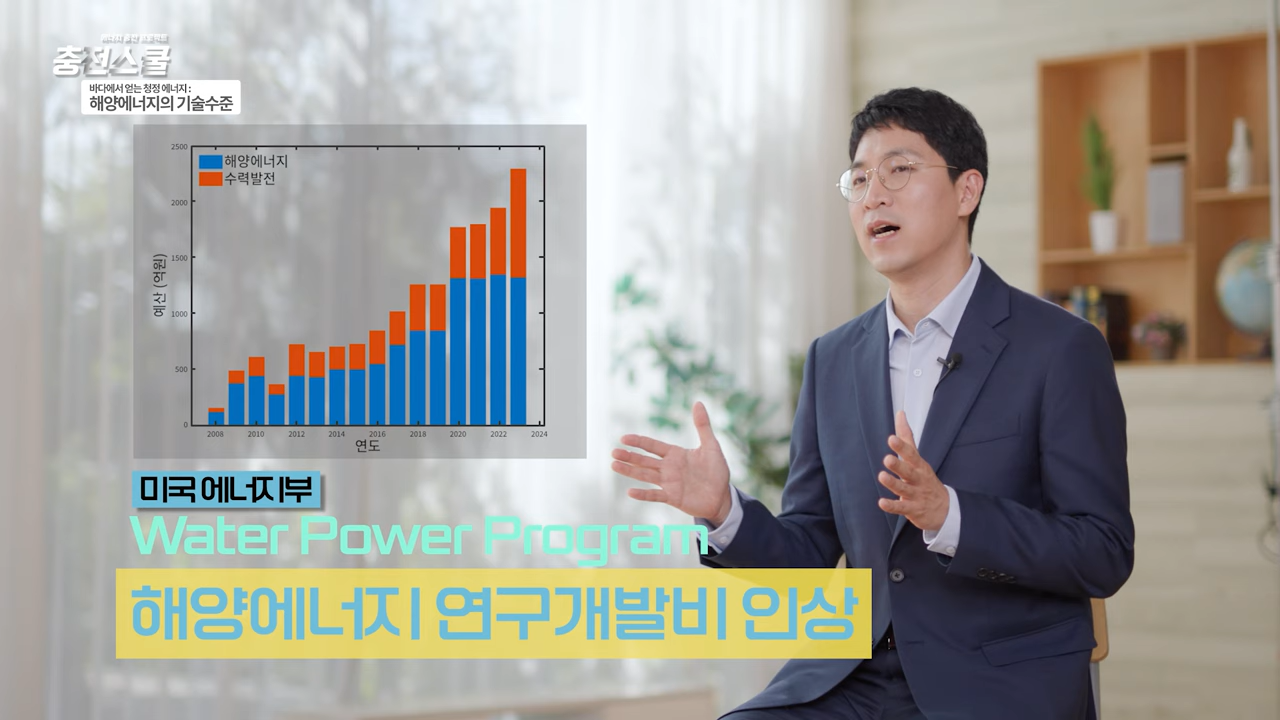 충전스쿨
바다에서 얻는 청정 에너지 :
해양에너지의 기술수준
2500
2000
1500
1000
500
0
예산 (억원)
해양에너지
수력발전
2008 2010 2012 2014 2016 2018 2020 2022 2024
연도
미국 에너지부
Water Power Program
해양에너지 연구개발비 인상